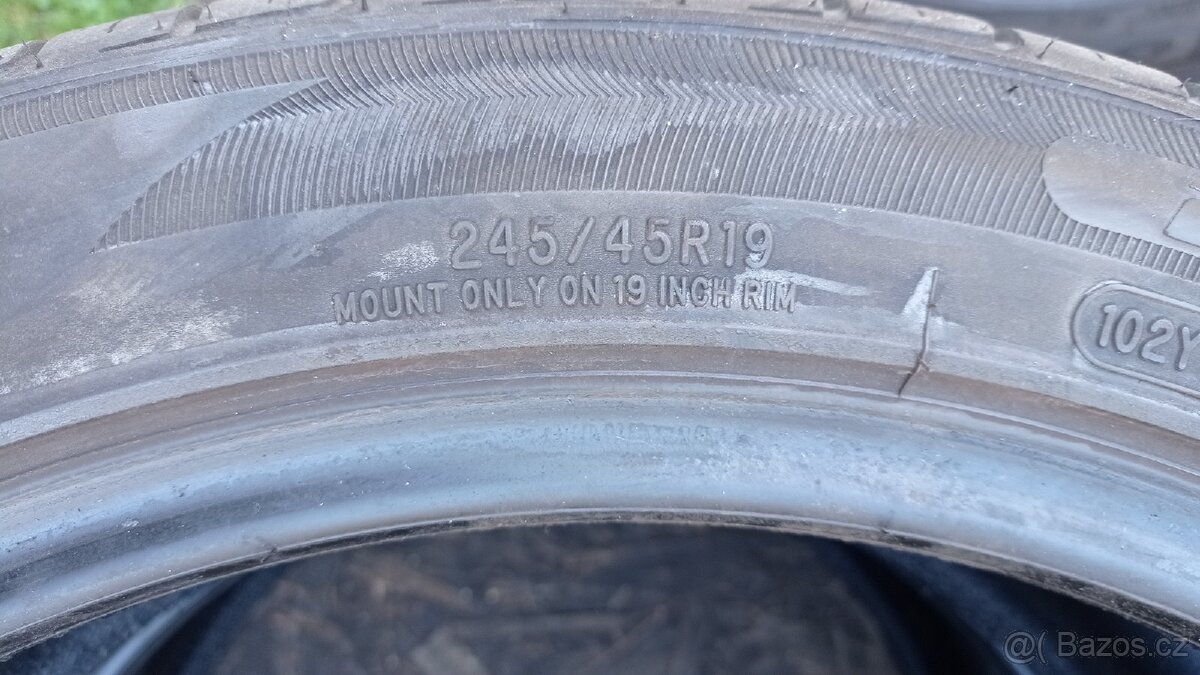 245/45R19
MOUNT ONLY ON 19 INCH RIM
102Y
@ Bazos.cz